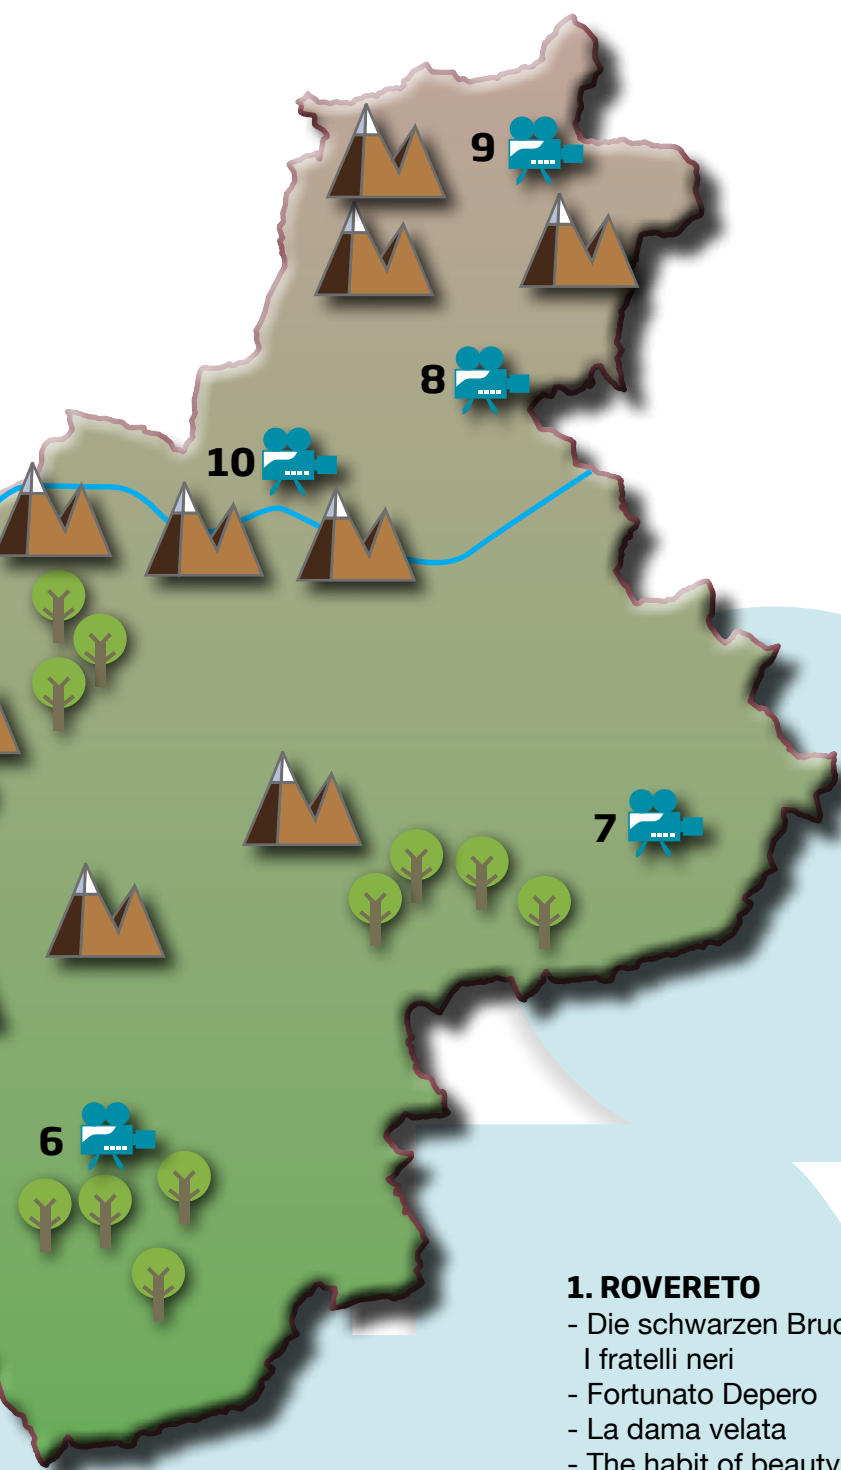 9
8
10
7
6
1. ROVERETO
- Die schwarzen
I fratelli neri
- Fortunato Depero
- La dama velata
- The habit of beauty